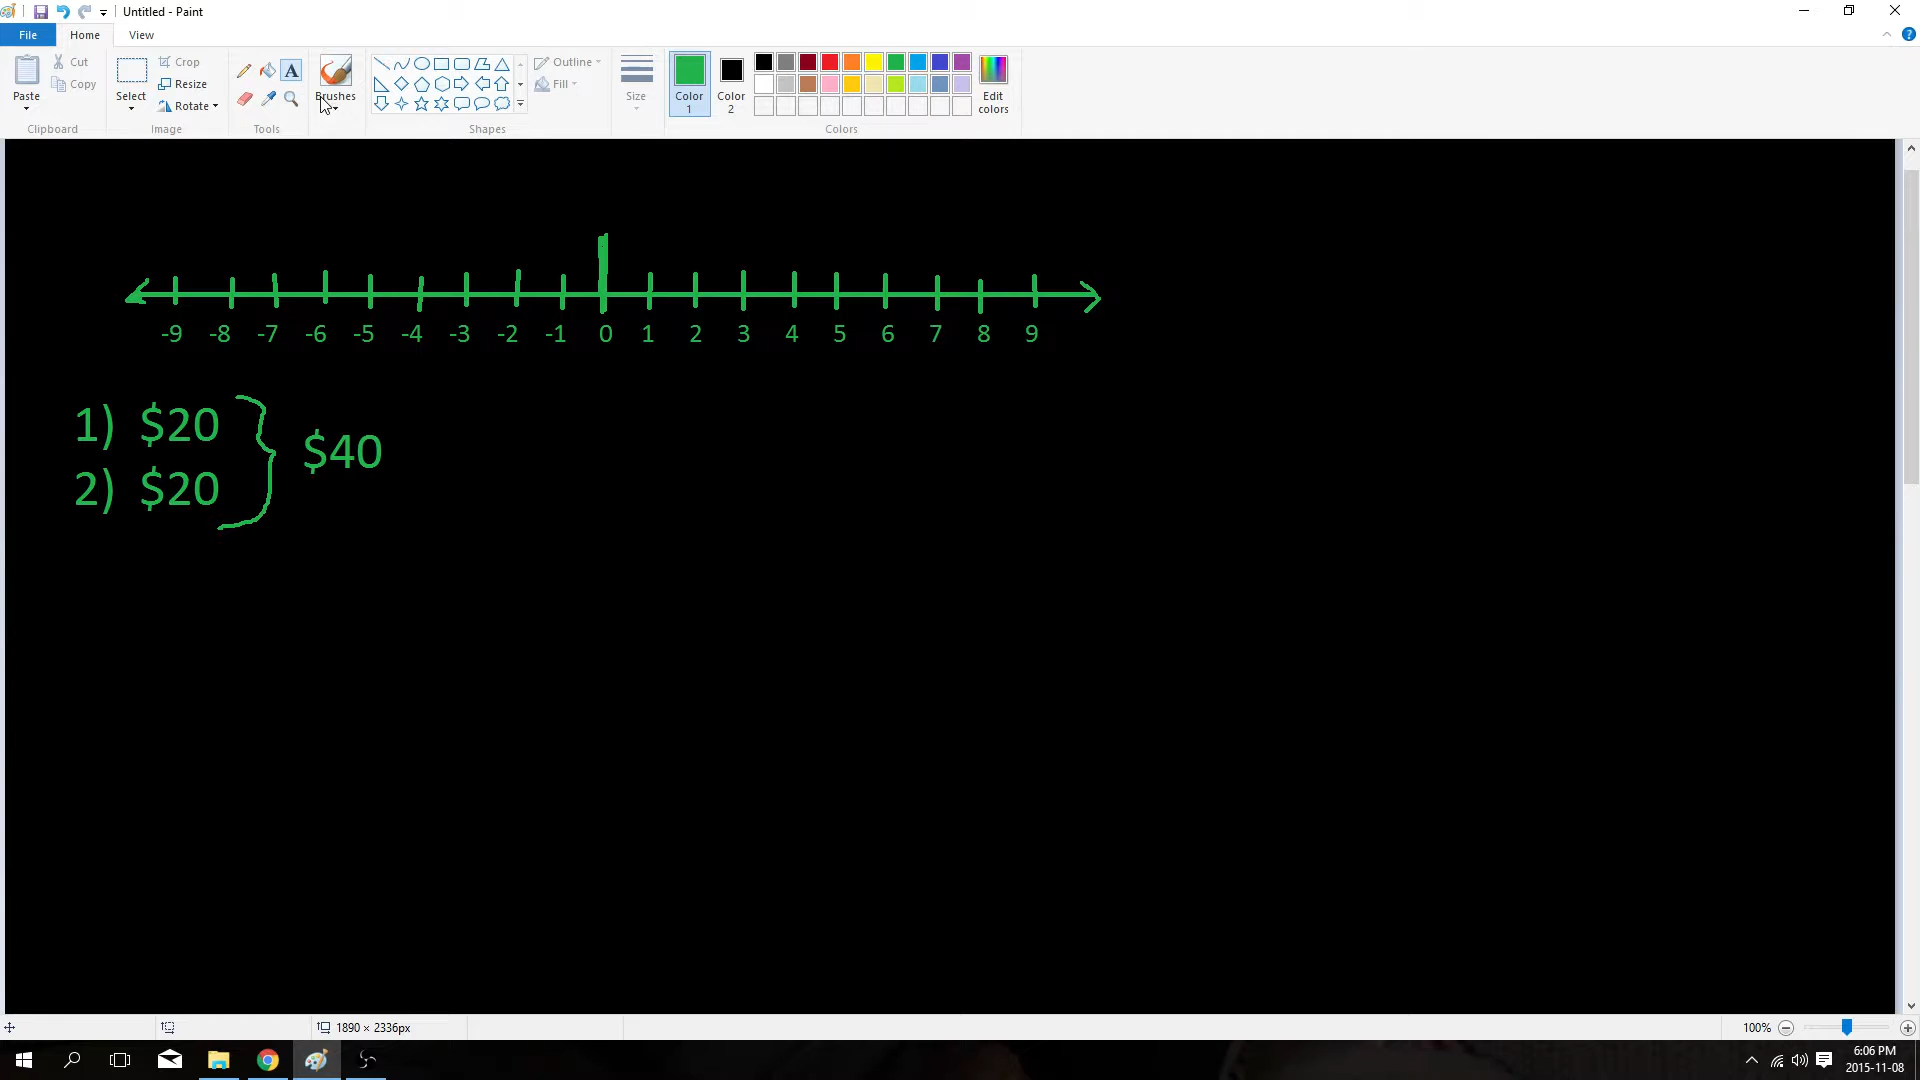 Untitled - Paint
File Home View
Paste
Cut
Copy
Clipboard
Select
Crop
Resize
Rotate
Image
A
Tools
Brushes
Shapes
Outline
Fill
Size
Color 1
Color 2
Edit colors
Colors
-9 -8 -7 -6 -5 -4 -3 -2 -1 0 1 2 3 4 5 6 7 8 9
1) $20
2) $20
$40
1890 × 2336px
100%
6:06 PM
2015-11-08